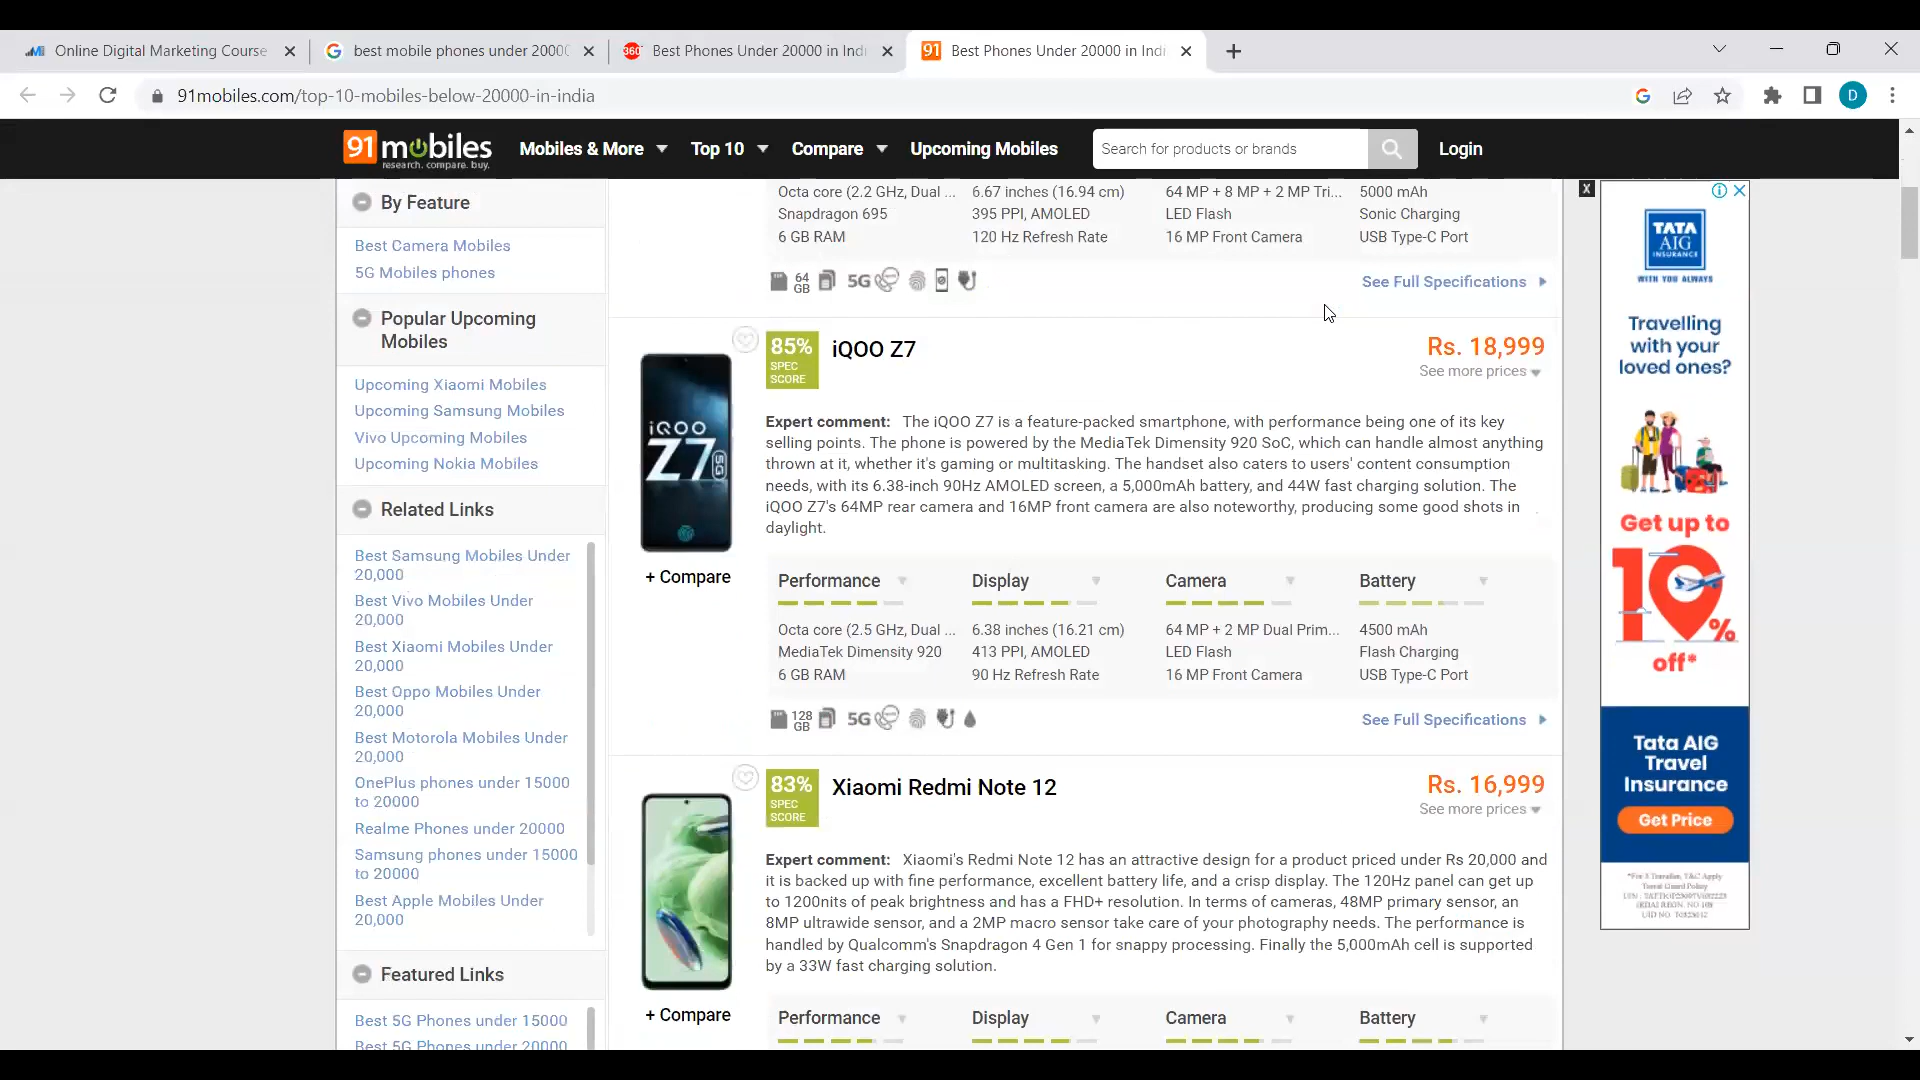 Online Digital Marketing Course
best mobile phones under 2000
360
Best Phones Under 20000 in Indi
91
Best Phones Under 20000 in Indi
91mobiles.com/top-10-mobiles-below-20000-in-india
D
91mobiles
research. compare. buy.
Mobiles & More
Top 10
Compare
Upcoming Mobiles
Search for products or brands
Login
By Feature
Best Camera Mobiles
5G Mobiles phones
Popular Upcoming
Mobiles
Upcoming Xiaomi Mobiles
Upcoming Samsung Mobiles
Vivo Upcoming Mobiles
Upcoming Nokia Mobiles
Related Links
Best Samsung Mobiles Under
20,000
Best Vivo Mobiles Under
20,000
Best Xiaomi Mobiles Under
20,000
Best Oppo Mobiles Under
20,000
Best Motorola Mobiles Under
20,000
OnePlus phones under 15000
to 20000
Realme Phones under 20000
Samsung phones under 15000
to 20000
Best Apple Mobiles Under
20,000
Featured Links
Best 5G Phones under 15000
Best 5G Phones under 20000
Octa core (2.2 GHz, Dual ...
Snapdragon 695
6 GB RAM
6.67 inches (16.94 cm)
395 PPI, AMOLED
120 Hz Refresh Rate
64 MP + 8 MP + 2 MP Tri...
LED Flash
16 MP Front Camera
5000 mAh
Sonic Charging
USB Type-C Port
64
GB
5G
See Full Specifications
iQOO
Z7
5G
+ Compare
85%
SPEC
SCORE
iQOO Z7
Rs. 18,999
See more prices
Expert comment: The iQOO Z7 is a feature-packed smartphone, with performance being one of its key
selling points. The phone is powered by the MediaTek Dimensity 920 SoC, which can handle almost anything
thrown at it, whether it's gaming or multitasking. The handset also caters to users' content consumption
needs, with its 6.38-inch 90Hz AMOLED screen, a 5,000mAh battery, and 44W fast charging solution. The
iQOO Z7's 64MP rear camera and 16MP front camera are also noteworthy, producing some good shots in
daylight.
Performance
Octa core (2.5 GHz, Dual ...
MediaTek Dimensity 920
6 GB RAM
Display
6.38 inches (16.21 cm)
413 PPI, AMOLED
90 Hz Refresh Rate
Camera
64 MP + 2 MP Dual Prim...
LED Flash
16 MP Front Camera
Battery
4500 mAh
Flash Charging
USB Type-C Port
128
GB
5G
See Full Specifications
+ Compare
83%
SPEC
SCORE
Xiaomi Redmi Note 12
Rs. 16,999
See more prices
Expert comment: Xiaomi's Redmi Note 12 has an attractive design for a product priced under Rs 20,000 and
it is backed up with fine performance, excellent battery life, and a crisp display. The 120Hz panel can get up
to 1200nits of peak brightness and has a FHD+ resolution. In terms of cameras, 48MP primary sensor, an
8MP ultrawide sensor, and a 2MP macro sensor take care of your photography needs. The performance is
handled by Qualcomm's Snapdragon 4 Gen 1 for snappy processing. Finally the 5,000mAh cell is supported
by a 33W fast charging solution.
Performance
Display
Camera
Battery
X
TATA
AIG
INSURANCE
WITH YOU ALWAYS
Travelling
with your
loved ones?
Get up to
10%
off*
Tata AIG
Travel
Insurance
Get Price